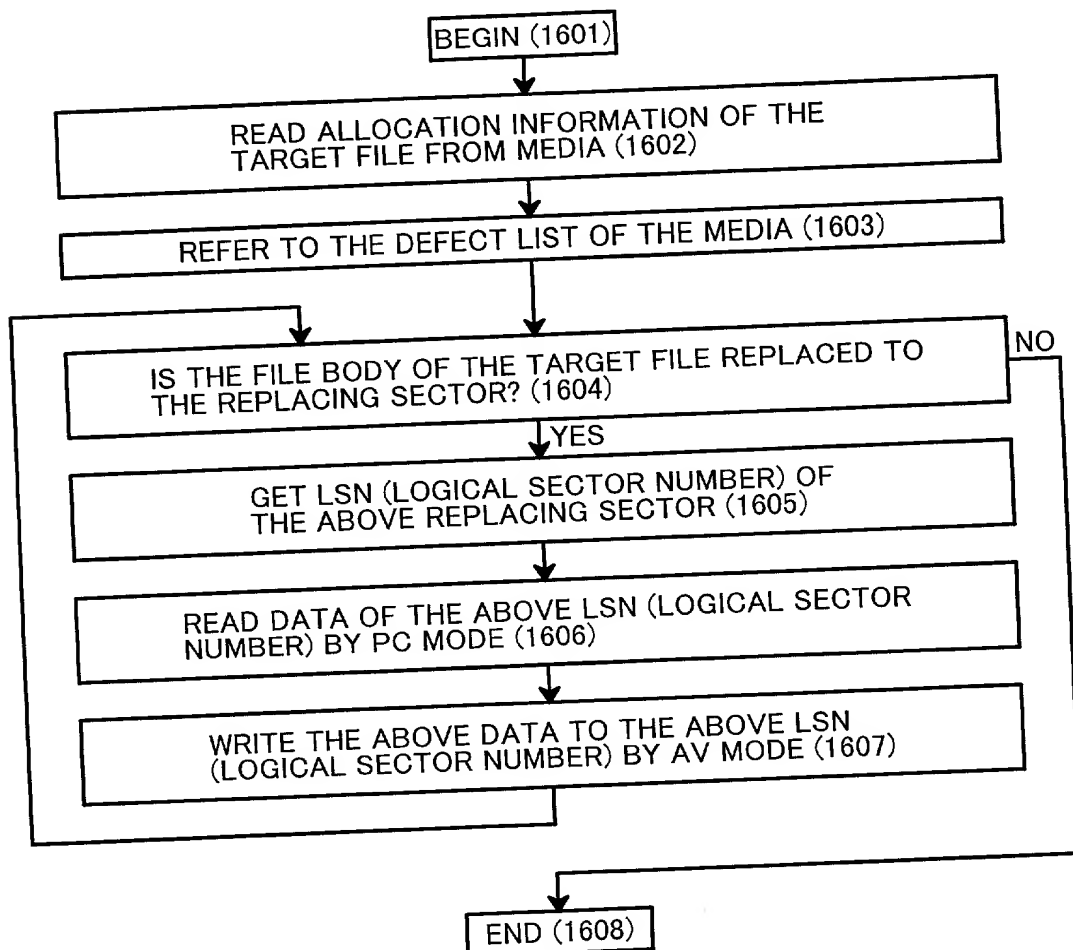 BEGIN (1601)
READ ALLOCATION INFORMATION OF THE
TARGET FILE FROM MEDIA (1602)
REFER TO THE DEFECT LIST OF THE MEDIA (1603)
IS THE FILE BODY OF THE TARGET FILE REPLACED TO
THE REPLACING SECTOR? (1604)
NO
YES
GET LSN (LOGICAL SECTOR NUMBER) OF
THE ABOVE REPLACING SECTOR (1605)
READ DATA OF THE ABOVE LSN (LOGICAL SECTOR
NUMBER) BY PC MODE (1606)
WRITE THE ABOVE DATA TO THE ABOVE LSN
(LOGICAL SECTOR NUMBER) BY AV MODE (1607)
END (1608)